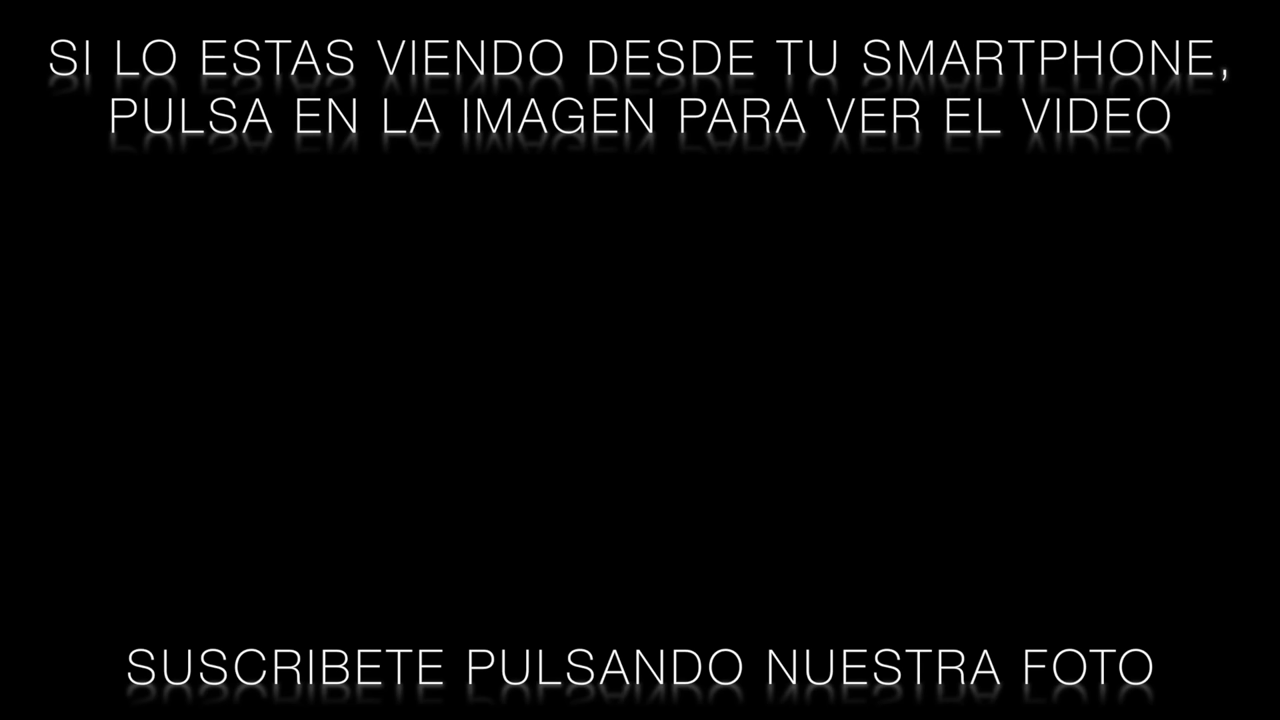 SI LO ESTAS VIENDO DESDE TU SMARTPHONE,
PULSA EN LA IMAGEN PARA VER EL VIDEO
SUSCRIBETE PULSANDO NUESTRA FOTO